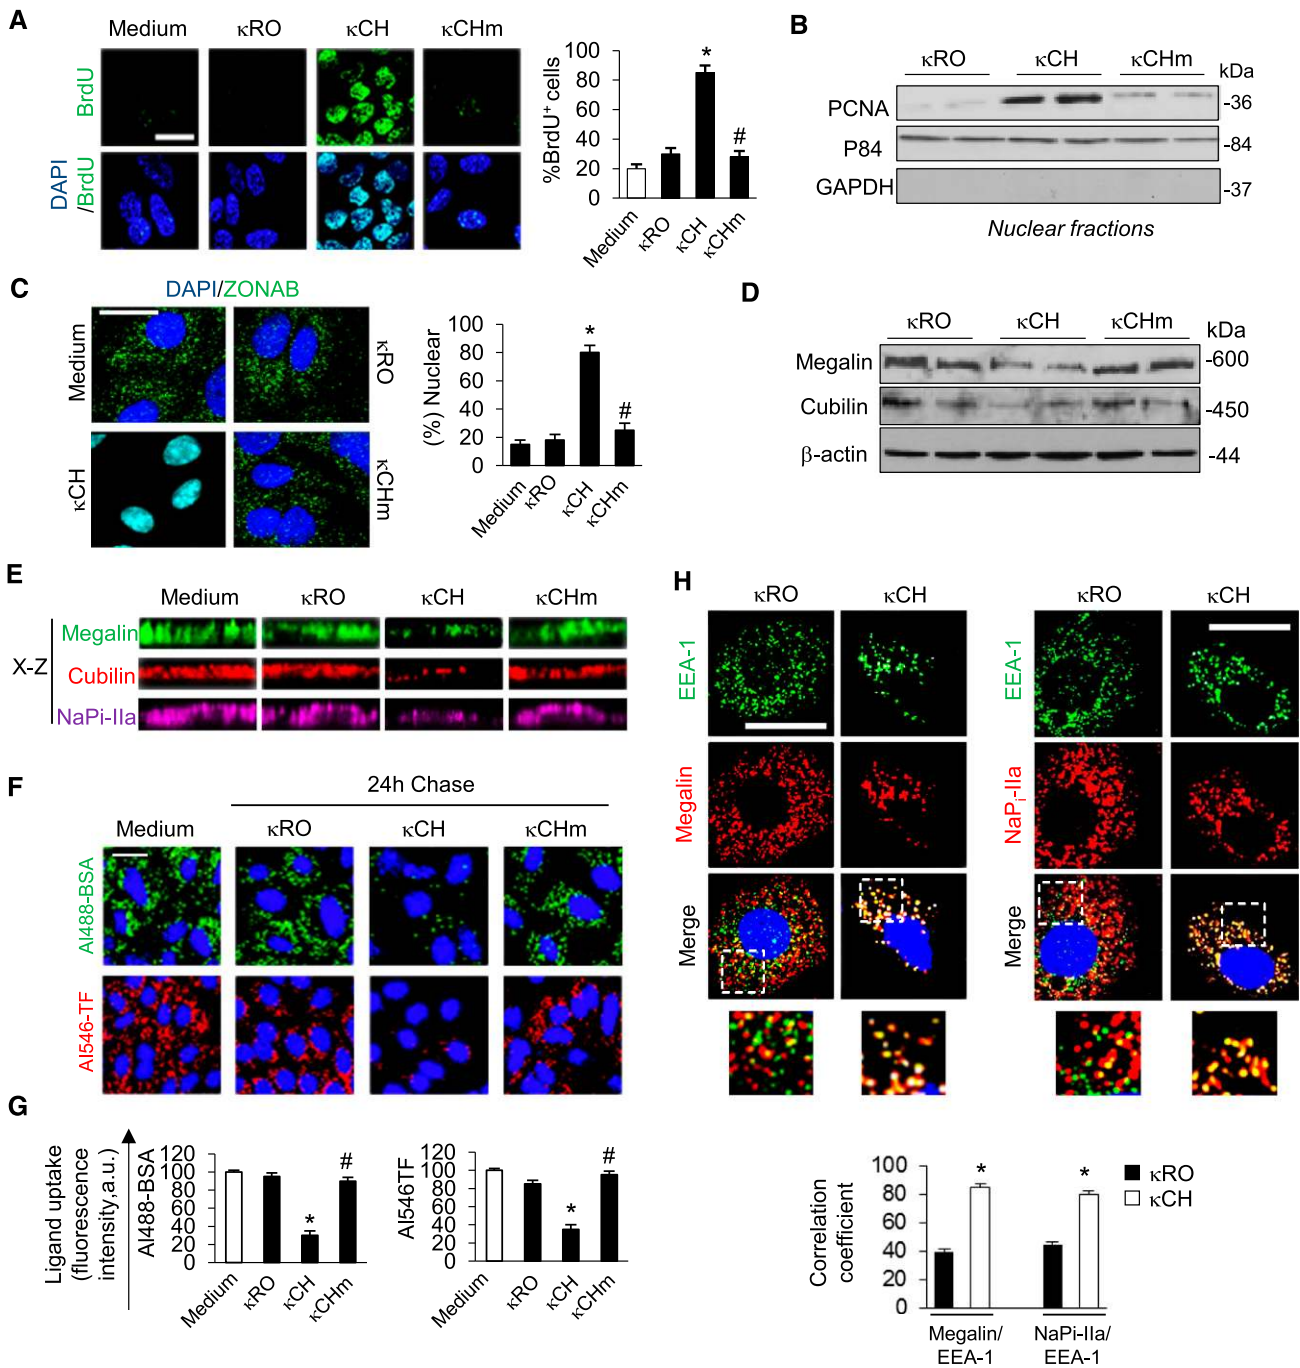 A
Medium κRO κCH κCHm
BrdU
DAPI
/BrdU
%BrdU⁺ cells
100
80
60
40
20
0
*
#
Medium
κRO
κCH
κCHm
B
κRO κCH κCHm
kDa
PCNA -36
P84 -84
GAPDH -37
Nuclear fractions
C
DAPI/ZONAB
Medium
κRO
κCH
κCHm
(%) Nuclear
100
80
60
40
20
0
*
#
Medium
κRO
κCH
κCHm
D
κRO κCH κCHm
kDa
Megalin -600
Cubilin -450
β-actin -44
E
Medium κRO κCH κCHm
X-Z
Megalin
Cubilin
NaPi-IIa
F
24h Chase
Medium κRO κCH κCHm
Al488-BSA
Al546-TF
G
Ligand uptake
(fluorescence
intensity,a.u.)
Al488-BSA
120
100
80
60
40
20
0
*
#
Medium
κRO
κCH
κCHm
Al546TF
120
100
80
60
40
20
0
*
#
Medium
κRO
κCH
κCHm
H
κRO κCH κRO κCH
EEA-1
Megalin
Merge
EEA-1
NaPᵢ-IIa
Merge
Correlation
coefficient
100
80
60
40
20
0
*
*
κRO
κCH
Megalin/
EEA-1
NaPi-IIa/
EEA-1